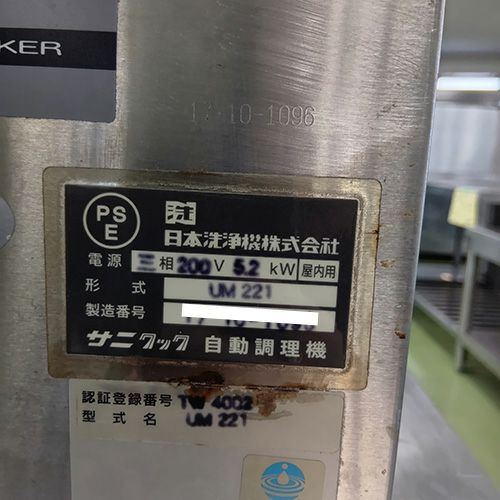 KER
17-10-1096
PS
E
日本洗浄機株式会社
電源 三相 200 V 5.2 kW 屋内用
形式 UM 221
製造番号
サニクック 自動調理機
認証登録番号 TW 4002
型式名 UM 221